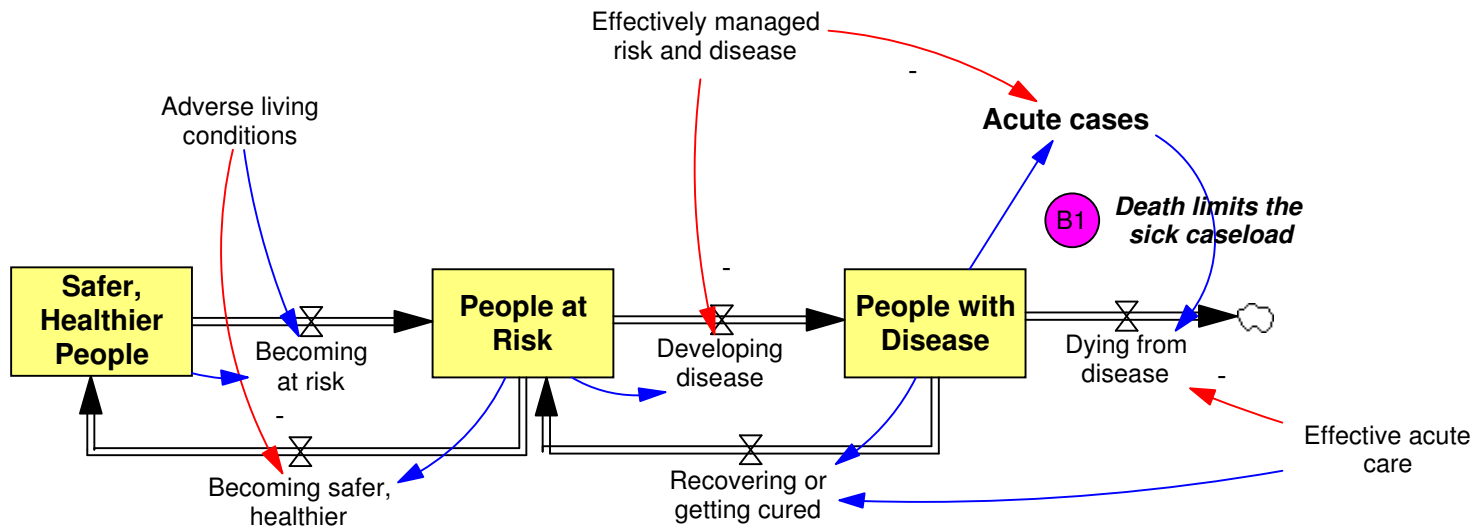 Effectively managed
risk and disease
-
Adverse living
conditions
Acute cases
B1
Death limits the
sick caseload
Safer,
Healthier
People
People at
Risk
People with
Disease
-
Becoming
at risk
Developing
disease
Dying from
disease
-
-
Becoming safer,
healthier
Recovering or
getting cured
Effective acute
care